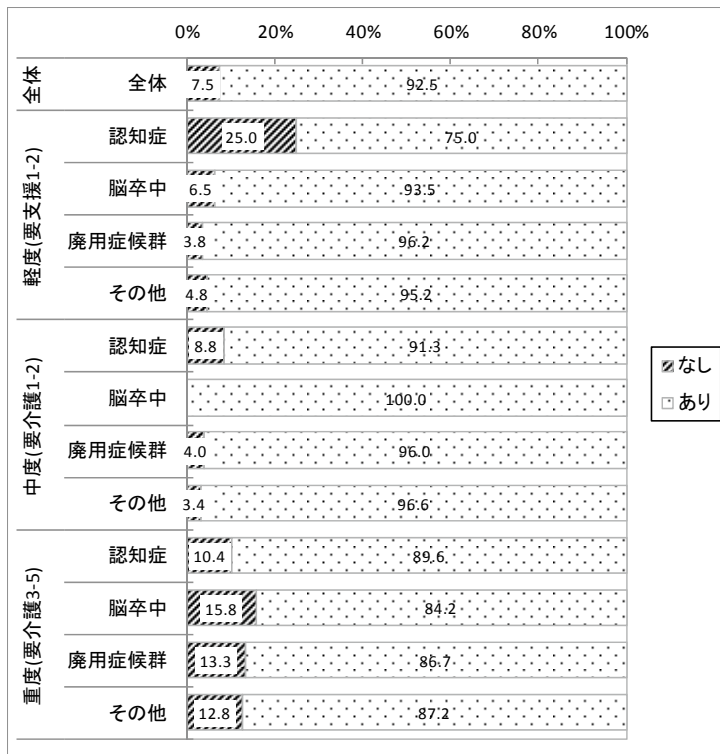 0% 20% 40% 60% 80% 100%
全体
全体 7.5 92.5
軽度(要支援1-2)
認知症 25.0 75.0
脳卒中 6.5 93.5
廃用症候群 3.8 96.2
その他 4.8 95.2
中度(要介護1-2)
認知症 8.8 91.3
脳卒中 100.0
廃用症候群 4.0 96.0
その他 3.4 96.6
重度(要介護3-5)
認知症 10.4 89.6
脳卒中 15.8 84.2
廃用症候群 13.3 86.7
その他 12.8 87.2
なし
あり